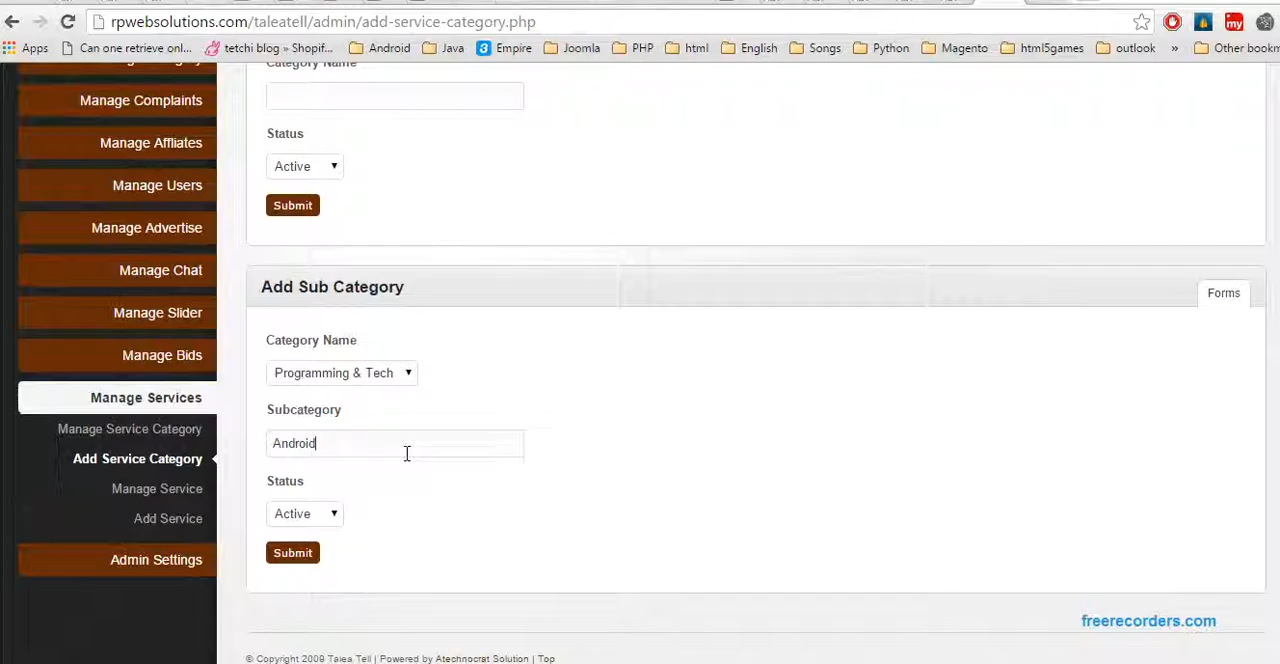 rpwebsolutions.com/taleatell/admin/add-service-category.php
Apps Can one retrieve onl... tetchi blog » Shopif... Android Java Empire Joomla PHP html English Songs Python Magento html5games outlook » Other bookm
Category Name
Manage Complaints
Manage Affliates
Status
Active
Manage Users
Submit
Manage Advertise
Manage Chat
Add Sub Category
Forms
Manage Slider
Category Name
Manage Bids
Programming & Tech
Manage Services
Subcategory
Manage Service Category
Android
Add Service Category
Status
Manage Service
Active
Add Service
Submit
Admin Settings
freerecorders.com
© Copyright 2009 Talea Tell | Powered by Atechnocrat Solution | Top